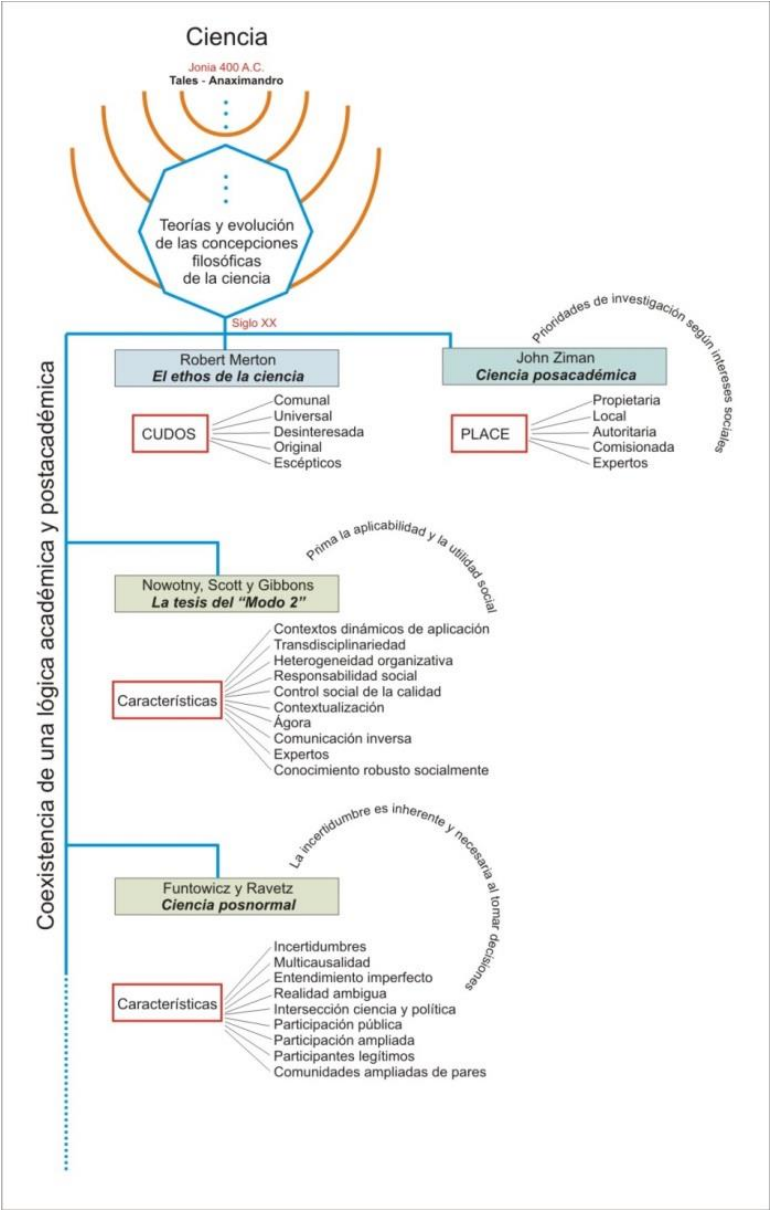 Ciencia
Jonia 400 A.C.
Tales - Anaximandro
Teorías y evolución
de las concepciones
filosóficas
de la ciencia
Siglo XX
Coexistencia de una lógica académica y postacadémica
Robert Merton
El ethos de la ciencia
CUDOS
Comunal
Universal
Desinteresada
Original
Escépticos
John Ziman
Ciencia posacadémica
Prioridades de investigación según intereses sociales
PLACE
Propietaria
Local
Autoritaria
Comisionada
Expertos
Nowotny, Scott y Gibbons
La tesis del “Modo 2”
Prima la aplicabilidad y la utilidad social
Características
Contextos dinámicos de aplicación
Transdisciplinariedad
Heterogeneidad organizativa
Responsabilidad social
Control social de la calidad
Contextualización
Ágora
Comunicación inversa
Expertos
Conocimiento robusto socialmente
Funtowicz y Ravetz
Ciencia posnormal
La incertidumbre es inherente y necesaria al tomar decisiones
Características
Incertidumbres
Multicausalidad
Entendimiento imperfecto
Realidad ambigua
Intersección ciencia y política
Participación pública
Participación ampliada
Participantes legítimos
Comunidades ampliadas de pares